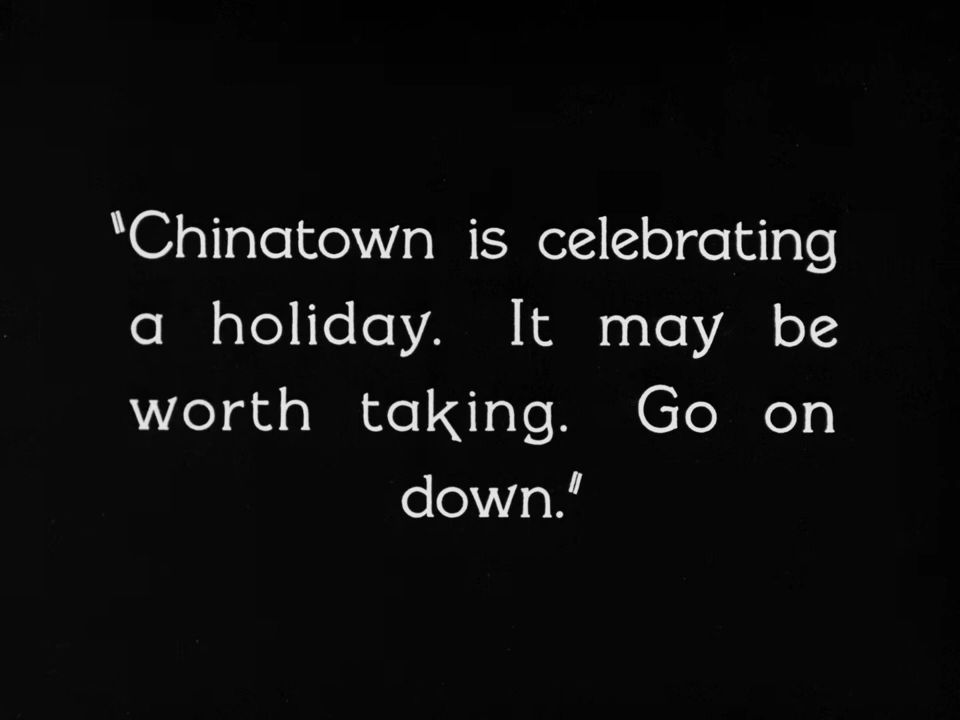 "Chinatown is celebrating
a holiday. It may be
worth taking. Go on
down."